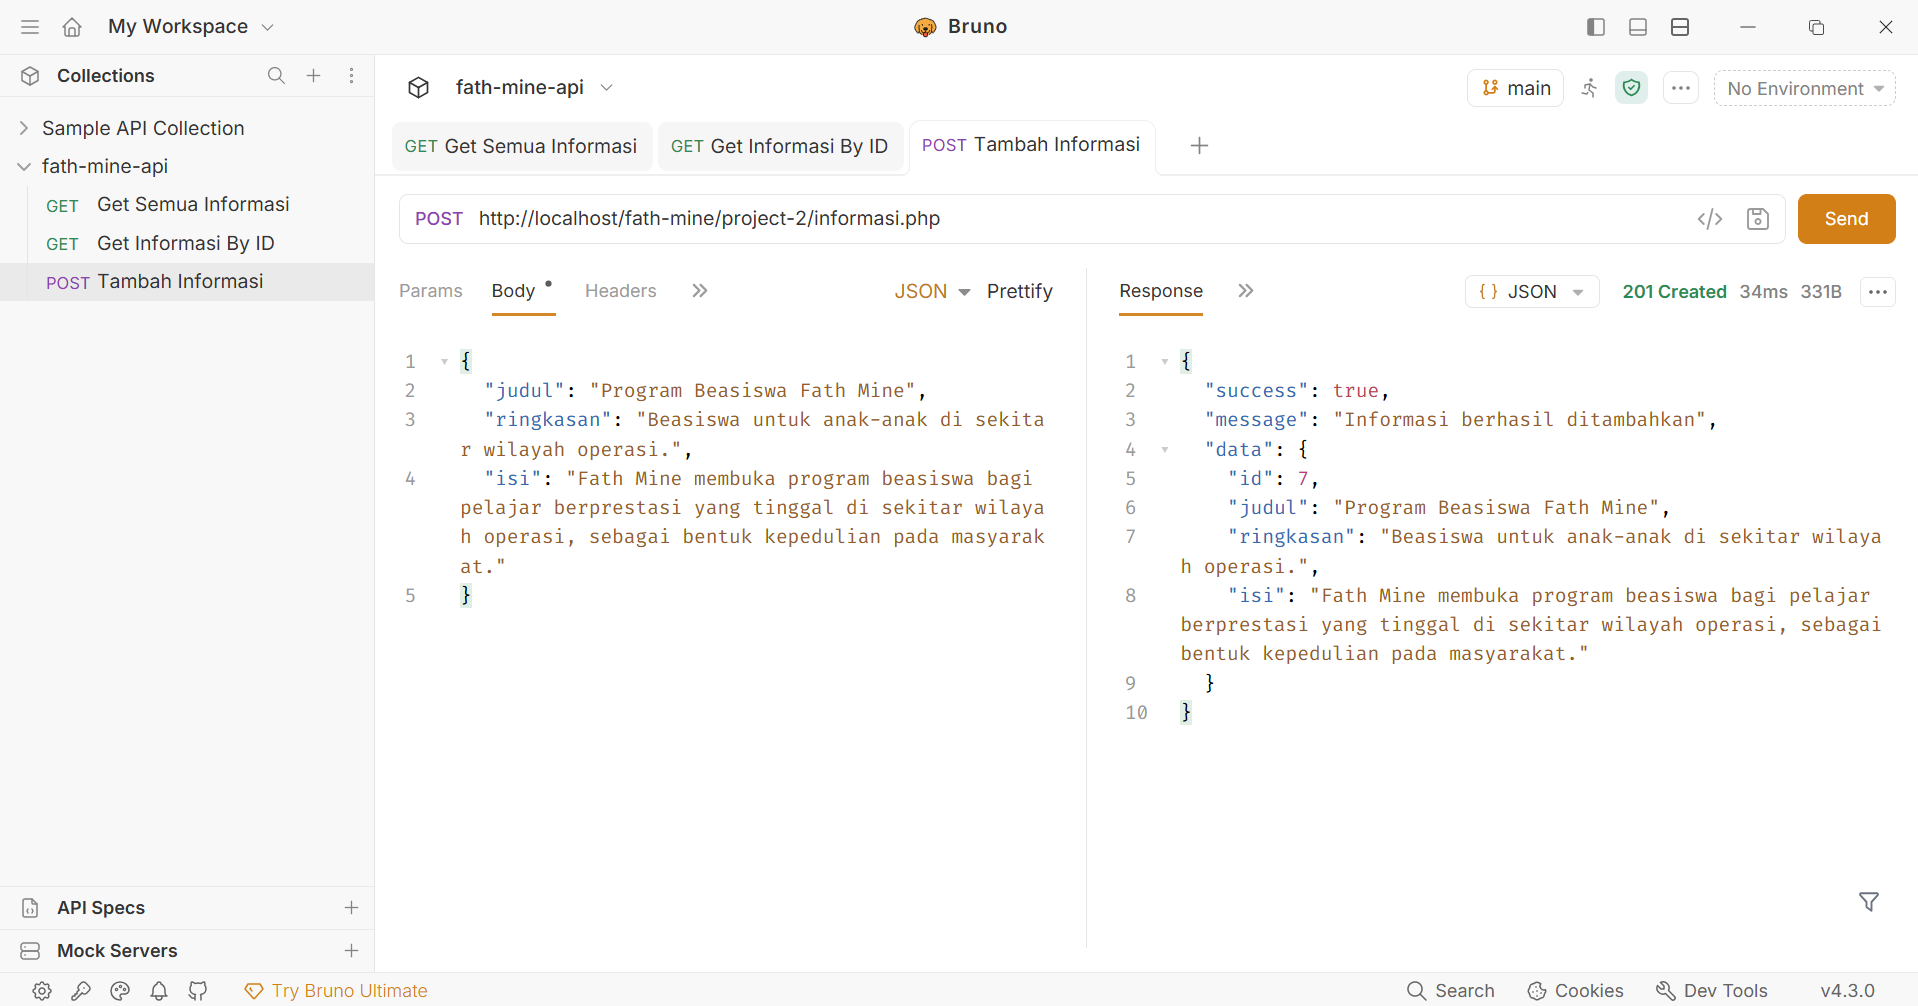 My Workspace
Bruno
Collections
fath-mine-api
main
No Environment
Sample API Collection
fath-mine-api
GET Get Semua Informasi
GET Get Informasi By ID
POST Tambah Informasi
GET Get Semua Informasi
GET Get Informasi By ID
POST Tambah Informasi
POST http://localhost/fath-mine/project-2/informasi.php
</>
Send
Params
Body
Headers
JSON
Prettify
1 {
2 "judul": "Program Beasiswa Fath Mine",
3 "ringkasan": "Beasiswa untuk anak-anak di sekita
r wilayah operasi.",
4 "isi": "Fath Mine membuka program beasiswa bagi
pelajar berprestasi yang tinggal di sekitar wilaya
h operasi, sebagai bentuk kepedulian pada masyarak
at."
5 }
Response
{ } JSON
201 Created 34ms 331B
1 {
2 "success": true,
3 "message": "Informasi berhasil ditambahkan",
4 "data": {
5 "id": 7,
6 "judul": "Program Beasiswa Fath Mine",
7 "ringkasan": "Beasiswa untuk anak-anak di sekitar wilaya
h operasi.",
8 "isi": "Fath Mine membuka program beasiswa bagi pelajar
berprestasi yang tinggal di sekitar wilayah operasi, sebagai
bentuk kepedulian pada masyarakat."
9 }
10 }
API Specs
Mock Servers
Try Bruno Ultimate
Search
Cookies
Dev Tools
v4.3.0